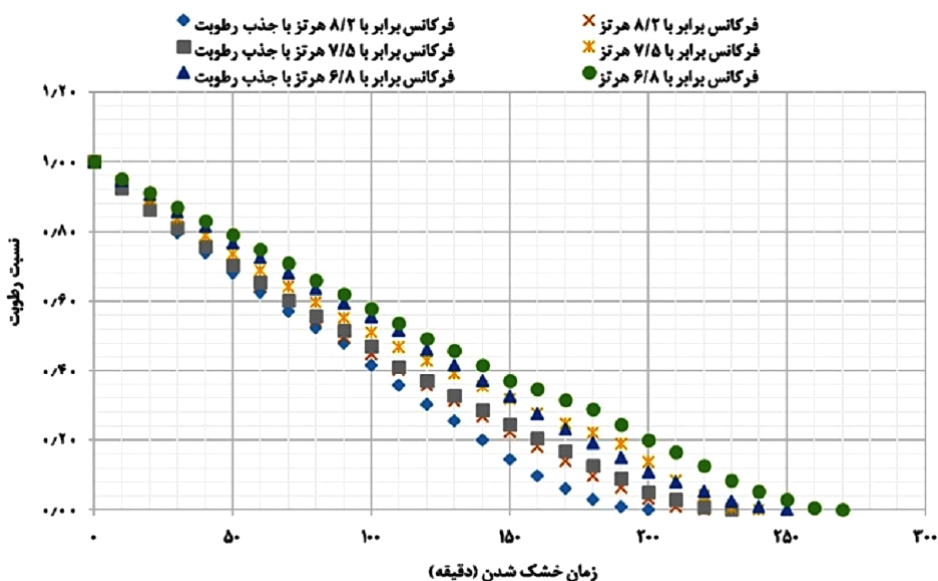 فرکانس برابر با ۸/۲ هرتز با جذب رطوبت
فرکانس برابر با ۸/۲ هرتز
فرکانس برابر با ۷/۵ هرتز با جذب رطوبت
فرکانس برابر با ۷/۵ هرتز
فرکانس برابر با ۶/۸ هرتز با جذب رطوبت
فرکانس برابر با ۶/۸ هرتز
۱٫۲۰
۱٫۰۰
۰٫۸۰
۰٫۶۰
۰٫۴۰
۰٫۲۰
۰٫۰۰
نسبت رطوبت
۰ ۵۰ ۱۰۰ ۱۵۰ ۲۰۰ ۲۵۰ ۳۰۰
زمان خشک شدن (دقیقه)